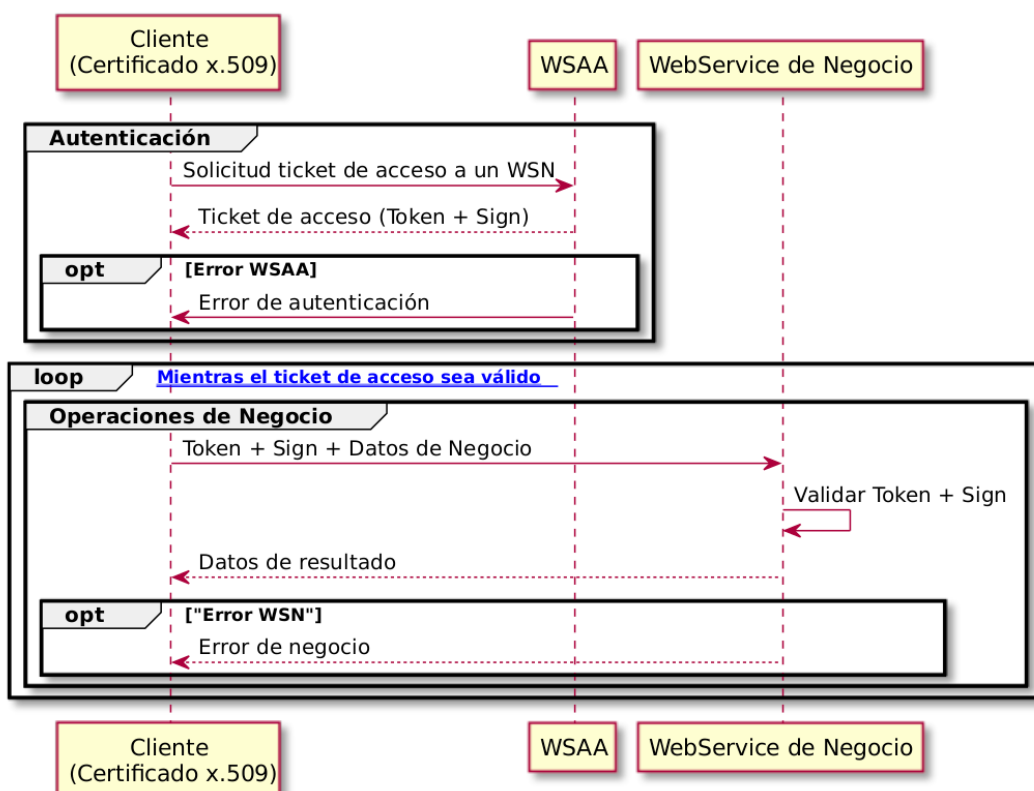 Cliente
(Certificado x.509)
WSAA
WebService de Negocio
Autenticación
Solicitud ticket de acceso a un WSN
Ticket de acceso (Token + Sign)
opt [Error WSAA]
Error de autenticación
loop Mientras el ticket de acceso sea válido
Operaciones de Negocio
Token + Sign + Datos de Negocio
Validar Token + Sign
Datos de resultado
opt ["Error WSN"]
Error de negocio
Cliente
(Certificado x.509)
WSAA
WebService de Negocio